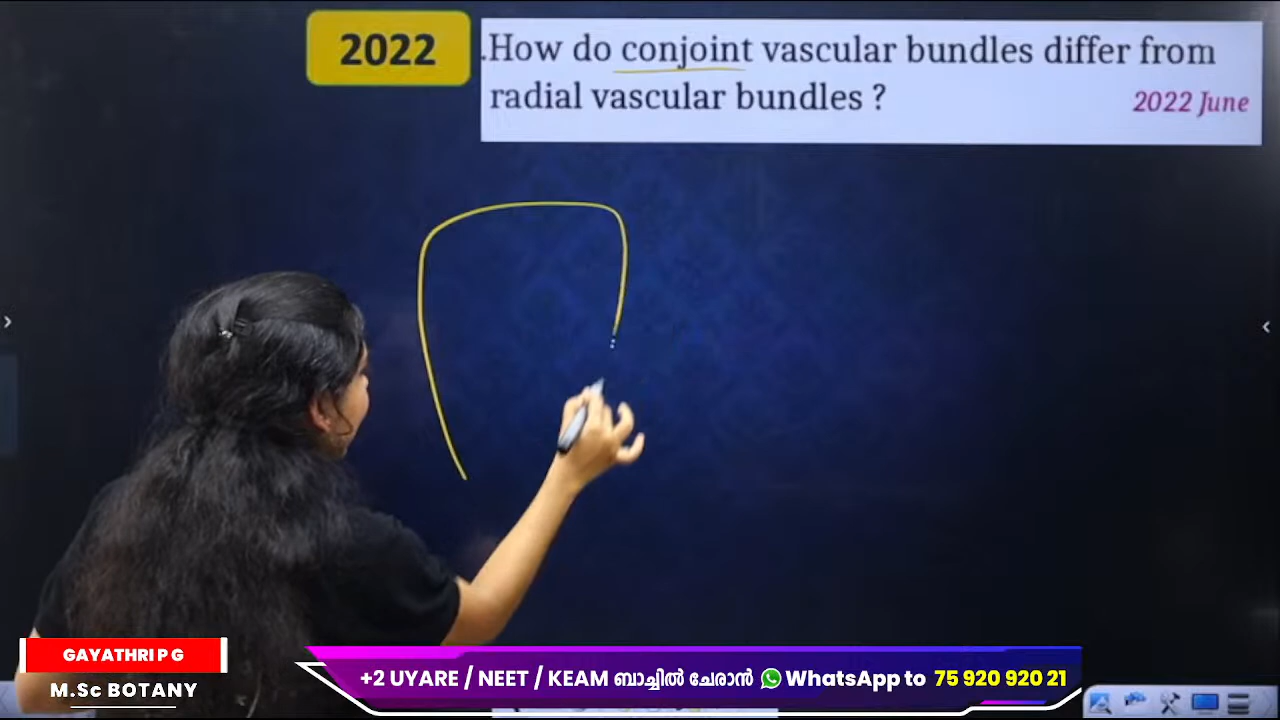 2022
.How do conjoint vascular bundles differ from
radial vascular bundles ?
2022 June
GAYATHRI P G
M.Sc BOTANY
+2 UYARE / NEET / KEAM ബാച്ചിൽ ചേരാൻ WhatsApp to 75 920 920 21